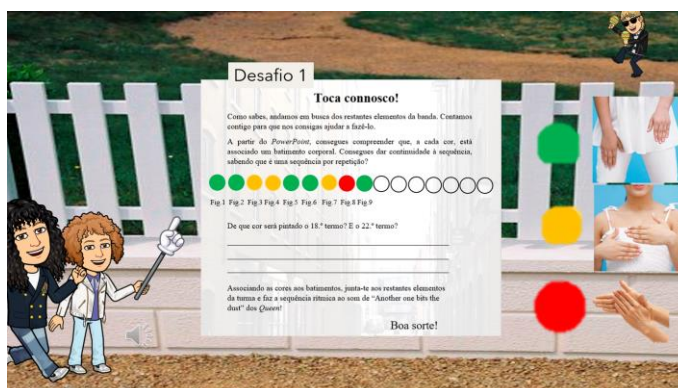 Desafio 1
Toca connosco!
Como sabes, andamos em busca dos restantes elementos da banda. Contamos
contigo para que nos consigas ajudar a fazê-lo.
A partir do PowerPoint, consegues compreender que, a cada cor, está
associado um batimento corporal. Consegues dar continuidade à sequência,
sabendo que é uma sequência por repetição?
Fig.1 Fig.2 Fig.3 Fig.4 Fig.5 Fig.6 Fig.7 Fig.8 Fig.9
De que cor será pintado o 18.º termo? E o 22.º termo?
Associando as cores aos batimentos, junta-te aos restantes elementos
da turma e faz a sequência rítmica ao som de “Another one bits the
dust” dos Queen!
Boa sorte!